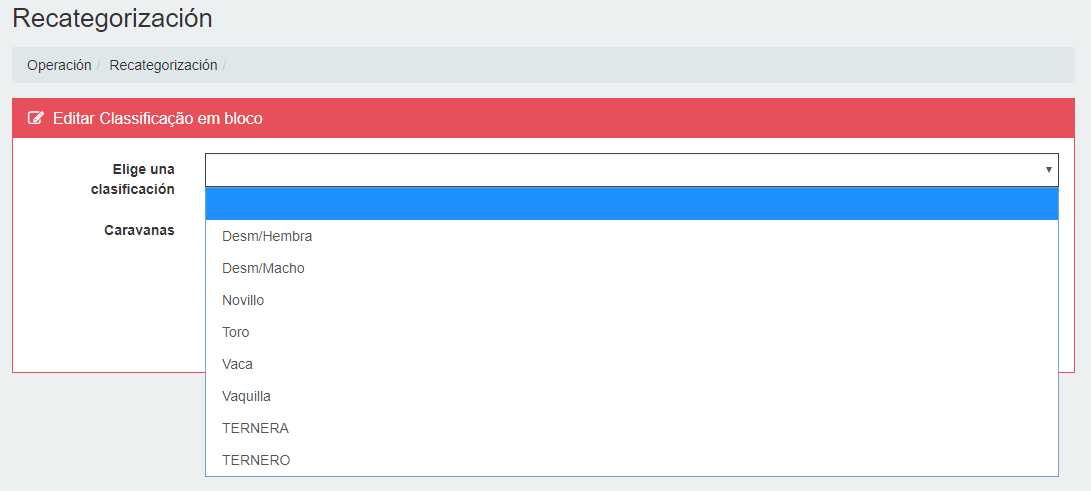 Recategorización
Operación / Recategorización /
Editar Classificação em bloco
Elige una
clasificación
Caravanas
Desm/Hembra
Desm/Macho
Novillo
Toro
Vaca
Vaquilla
TERNERA
TERNERO